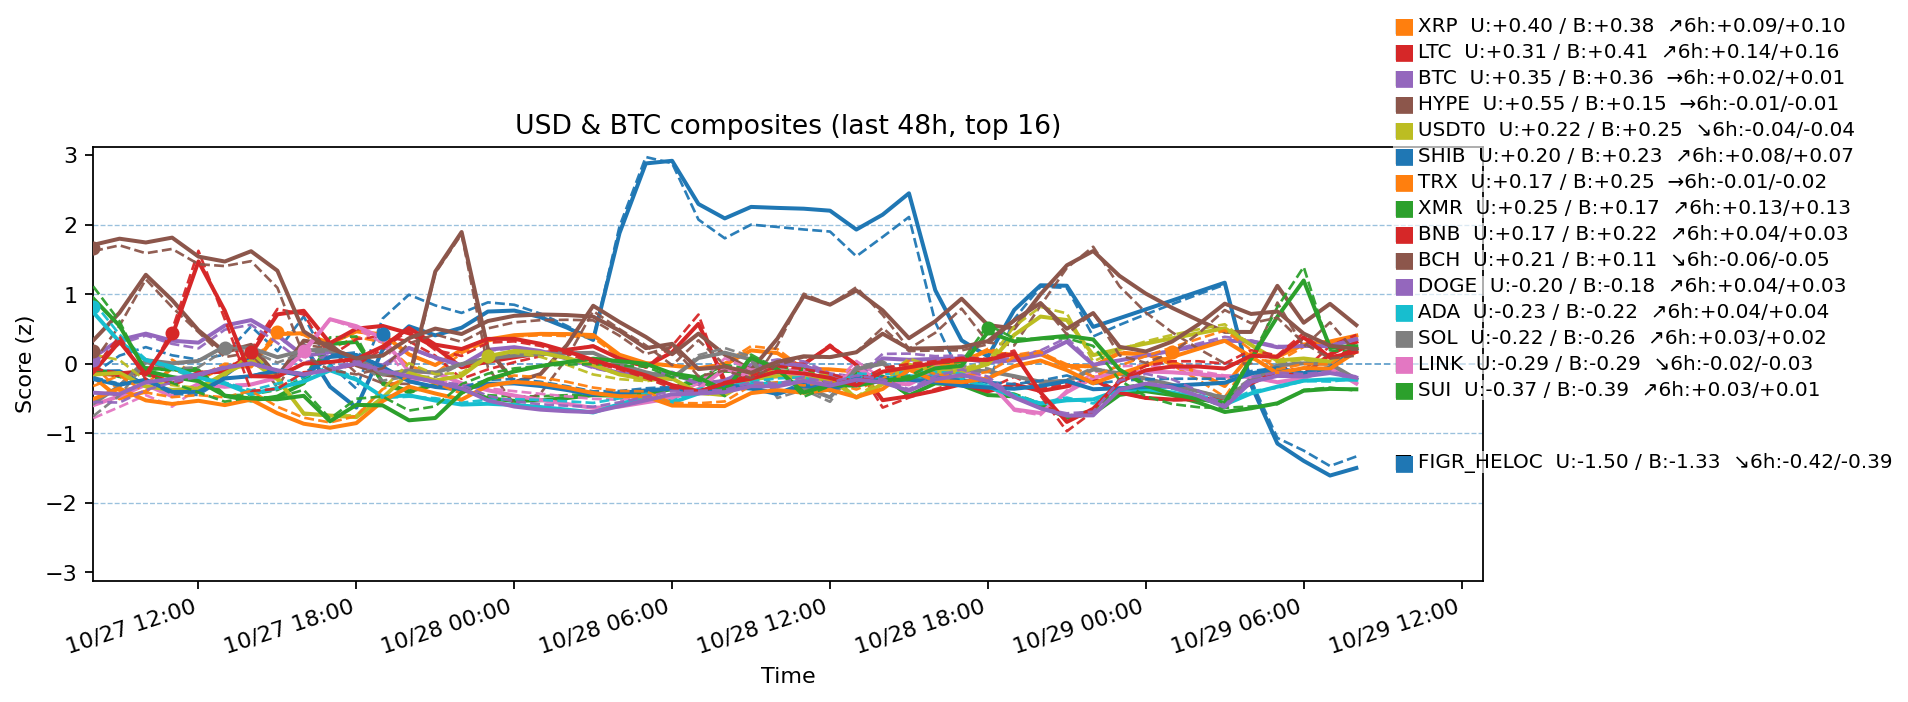 XRP  U:+0.40 / B:+0.38  ↗6h:+0.09/+0.10
LTC  U:+0.31 / B:+0.41  ↗6h:+0.14/+0.16
BTC  U:+0.35 / B:+0.36  →6h:+0.02/+0.01
HYPE  U:+0.55 / B:+0.15  →6h:-0.01/-0.01
USDT0  U:+0.22 / B:+0.25  ↘6h:-0.04/-0.04
SHIB  U:+0.20 / B:+0.23  ↗6h:+0.08/+0.07
TRX  U:+0.17 / B:+0.25  →6h:-0.01/-0.02
XMR  U:+0.25 / B:+0.17  ↗6h:+0.13/+0.13
BNB  U:+0.17 / B:+0.22  ↗6h:+0.04/+0.03
BCH  U:+0.21 / B:+0.11  ↘6h:-0.06/-0.05
DOGE  U:-0.20 / B:-0.18  ↗6h:+0.04/+0.03
ADA  U:-0.23 / B:-0.22  ↗6h:+0.04/+0.04
SOL  U:-0.22 / B:-0.26  ↗6h:+0.03/+0.02
LINK  U:-0.29 / B:-0.29  ↘6h:-0.02/-0.03
SUI  U:-0.37 / B:-0.39  ↗6h:+0.03/+0.01
FIGR_HELOC  U:-1.50 / B:-1.33  ↘6h:-0.42/-0.39
USD & BTC composites (last 48h, top 16)
Score (z)
3
2
1
0
−1
−2
−3
10/27 12:00
10/27 18:00
10/28 00:00
10/28 06:00
10/28 12:00
10/28 18:00
10/29 00:00
10/29 06:00
10/29 12:00
Time